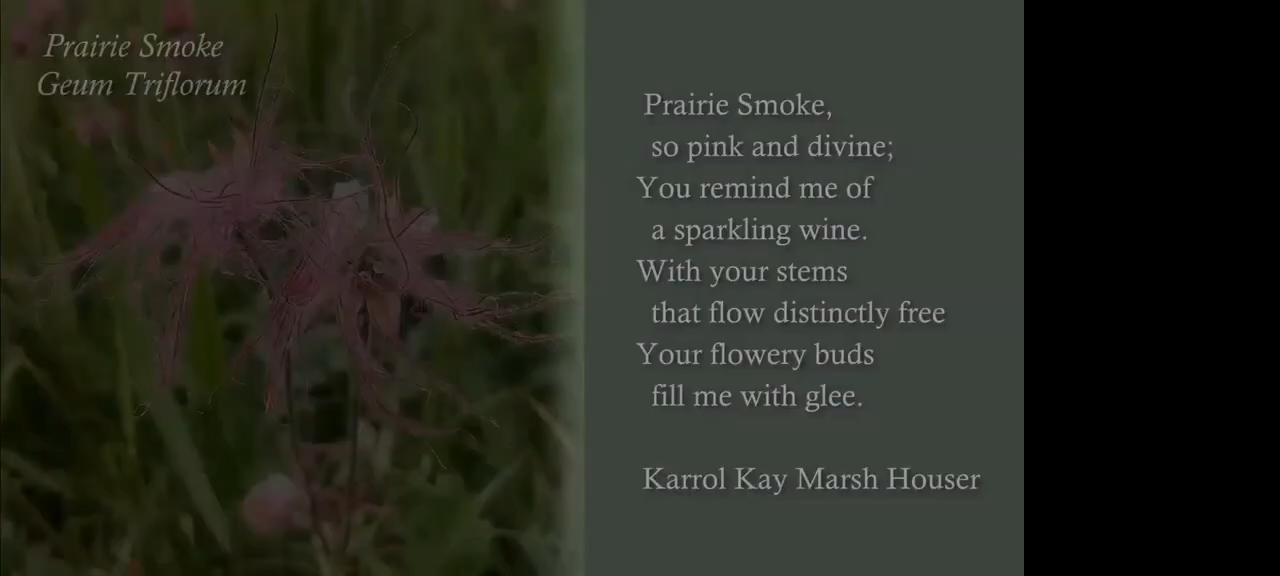 Prairie Smoke
Geum Triflorum
Prairie Smoke,
so pink and divine;
You remind me of
a sparkling wine.
With your stems
that flow distinctly free
Your flowery buds
fill me with glee.
Karrol Kay Marsh Houser